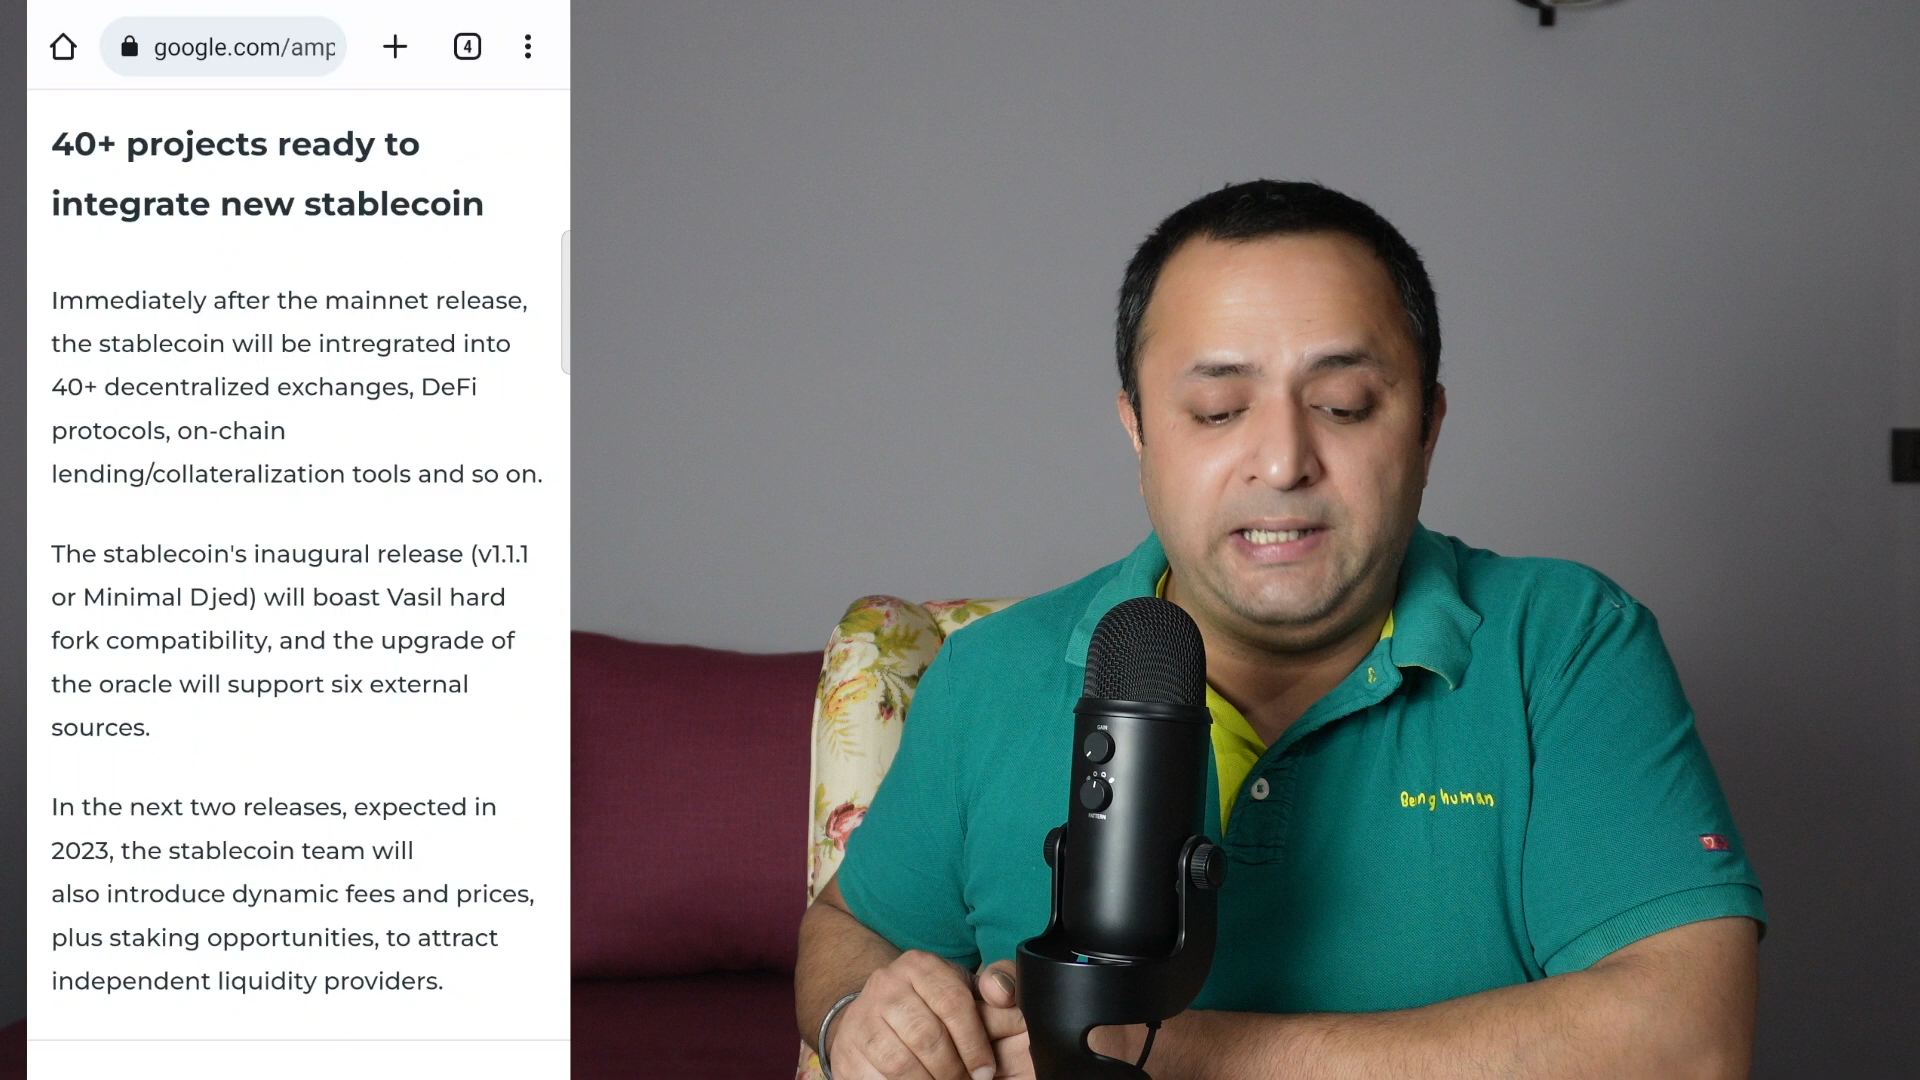 google.com/amp
4
40+ projects ready to
integrate new stablecoin
Immediately after the mainnet release,
the stablecoin will be intregrated into
40+ decentralized exchanges, DeFi
protocols, on-chain
lending/collateralization tools and so on.
The stablecoin's inaugural release (v1.1.1
or Minimal Djed) will boast Vasil hard
fork compatibility, and the upgrade of
the oracle will support six external
sources.
In the next two releases, expected in
2023, the stablecoin team will
also introduce dynamic fees and prices,
plus staking opportunities, to attract
independent liquidity providers.
GAIN
PATTERN
Being human